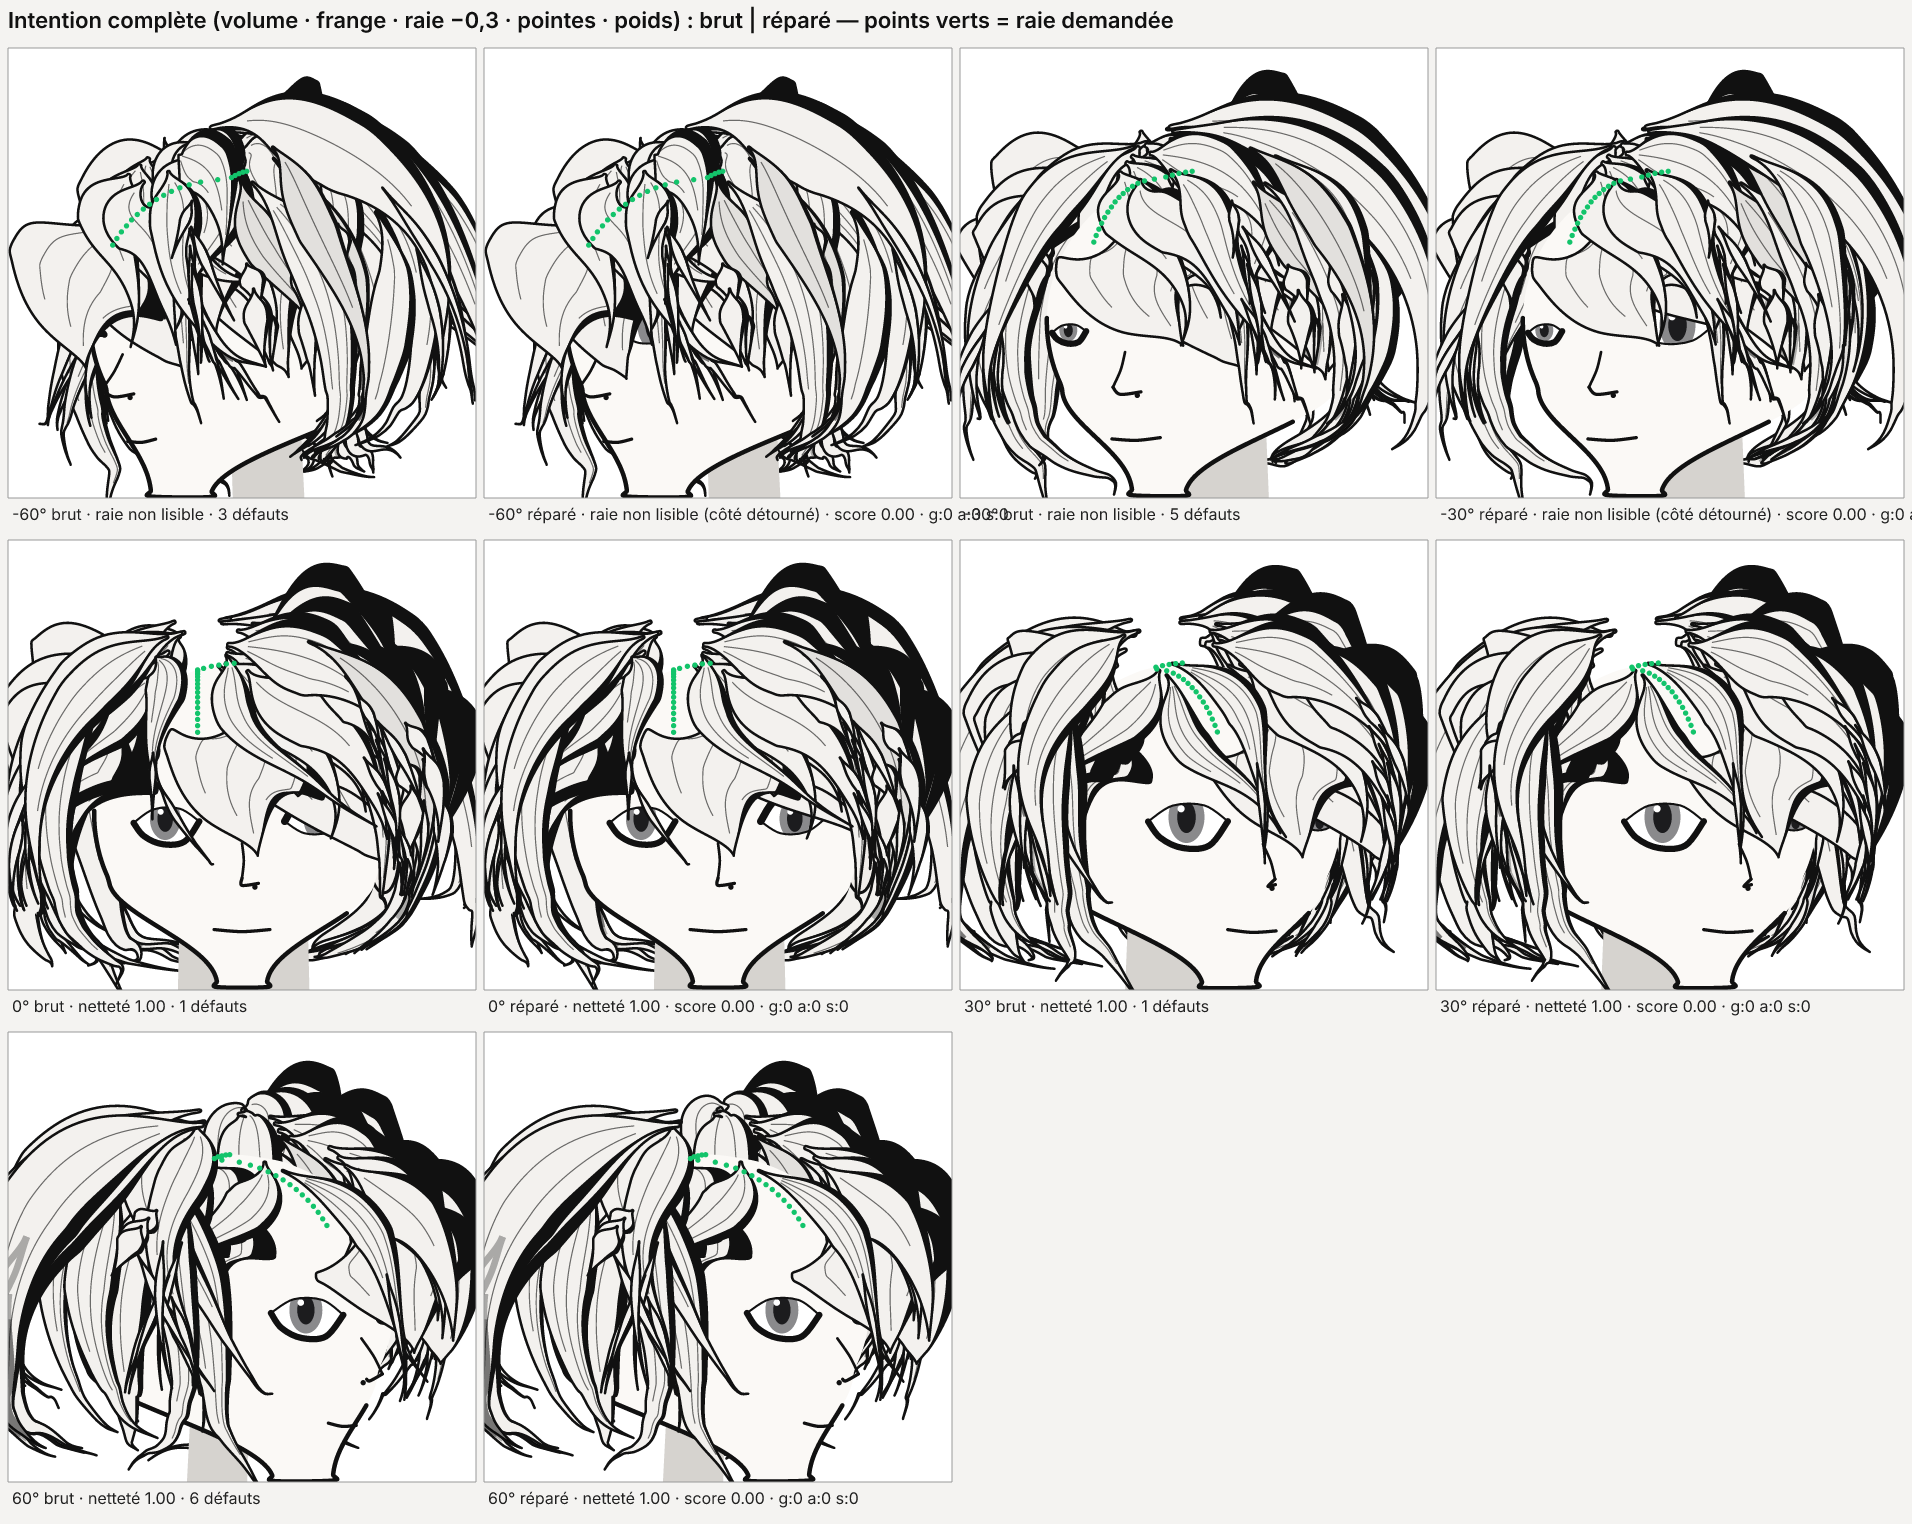 Intention complète (volume · frange · raie −0,3 · pointes · poids) : brut | réparé — points verts = raie demandée
-60° brut · raie non lisible · 3 défauts
-60° réparé · raie non lisible (côté détourné) · score 0.00 · g:0 a:0 s:0
-30° brut · raie non lisible · 5 défauts
-30° réparé · raie non lisible (côté détourné) · score 0.00 · g:0
0° brut · netteté 1.00 · 1 défauts
0° réparé · netteté 1.00 · score 0.00 · g:0 a:0 s:0
30° brut · netteté 1.00 · 1 défauts
30° réparé · netteté 1.00 · score 0.00 · g:0 a:0 s:0
60° brut · netteté 1.00 · 6 défauts
60° réparé · netteté 1.00 · score 0.00 · g:0 a:0 s:0